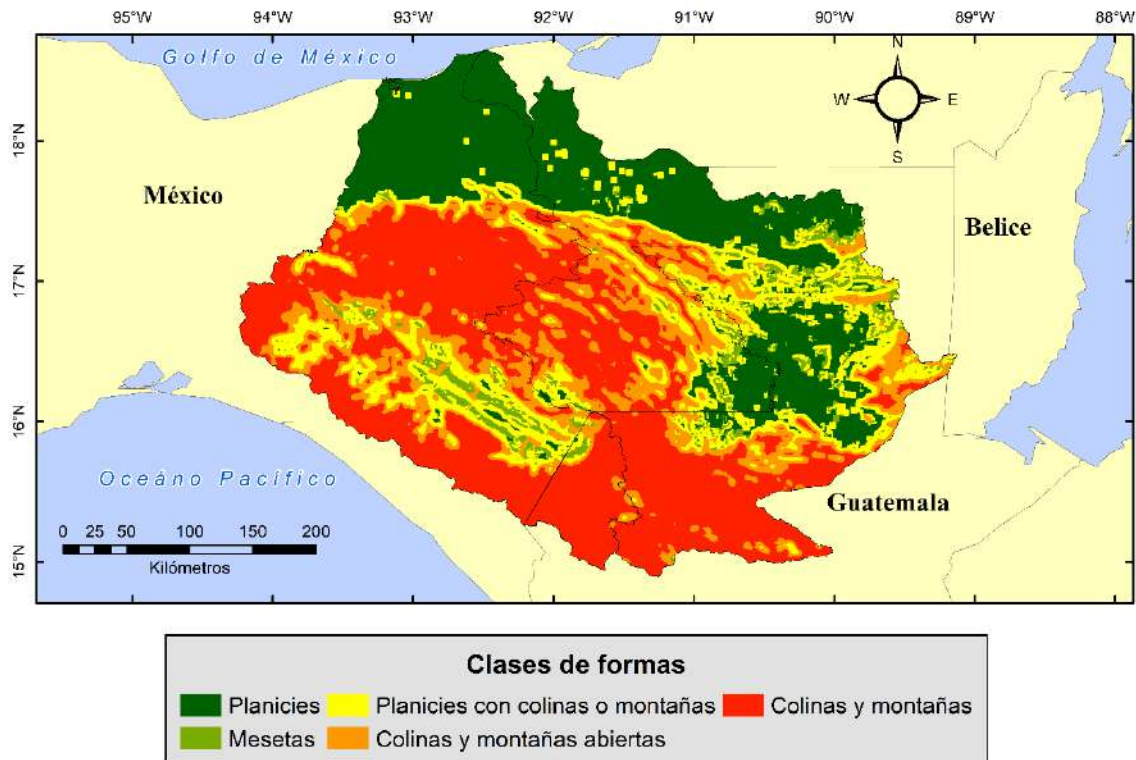 95°W 94°W 93°W 92°W 91°W 90°W 89°W 88°W
Golfo de México
N
W E
S
18°N
México
Belice
17°N
16°N
Oceáno Pacífico
Guatemala
0 25 50 100 150 200
Kilómetros
15°N
Clases de formas
Planicies Planicies con colinas o montañas Colinas y montañas
Mesetas Colinas y montañas abiertas